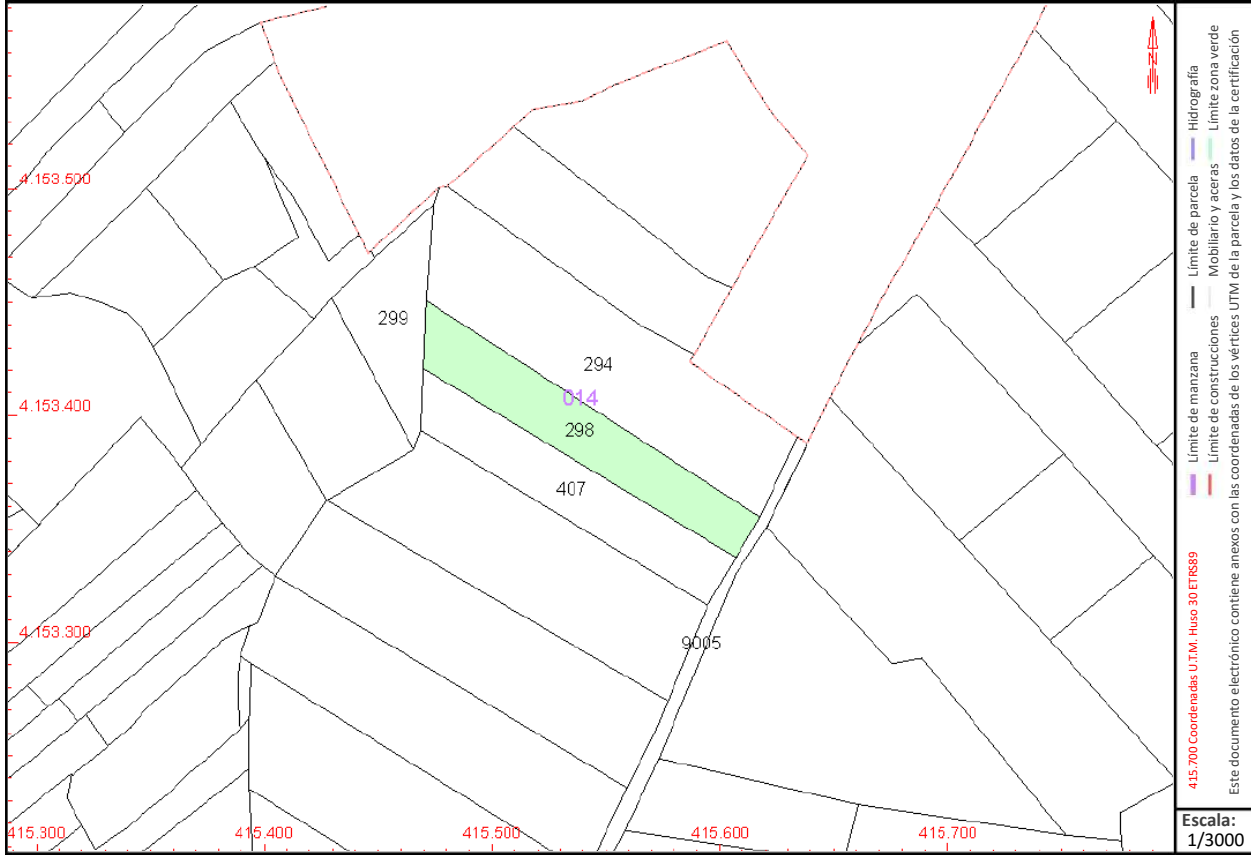 4.153.500
299
294
4.153.400
014
298
407
4.153.300
9005
415.300
415.400
415.500
415.600
415.700
N
415.700 Coordenadas U.T.M. Huso 30 ETRS89
Límite de manzana
Límite de parcela
Hidrografía
Límite de construcciones
Mobiliario y aceras
Límite zona verde
Este documento electrónico contiene anexos con las coordenadas de los vértices UTM de la parcela y los datos de la certificación
Escala:
1/3000